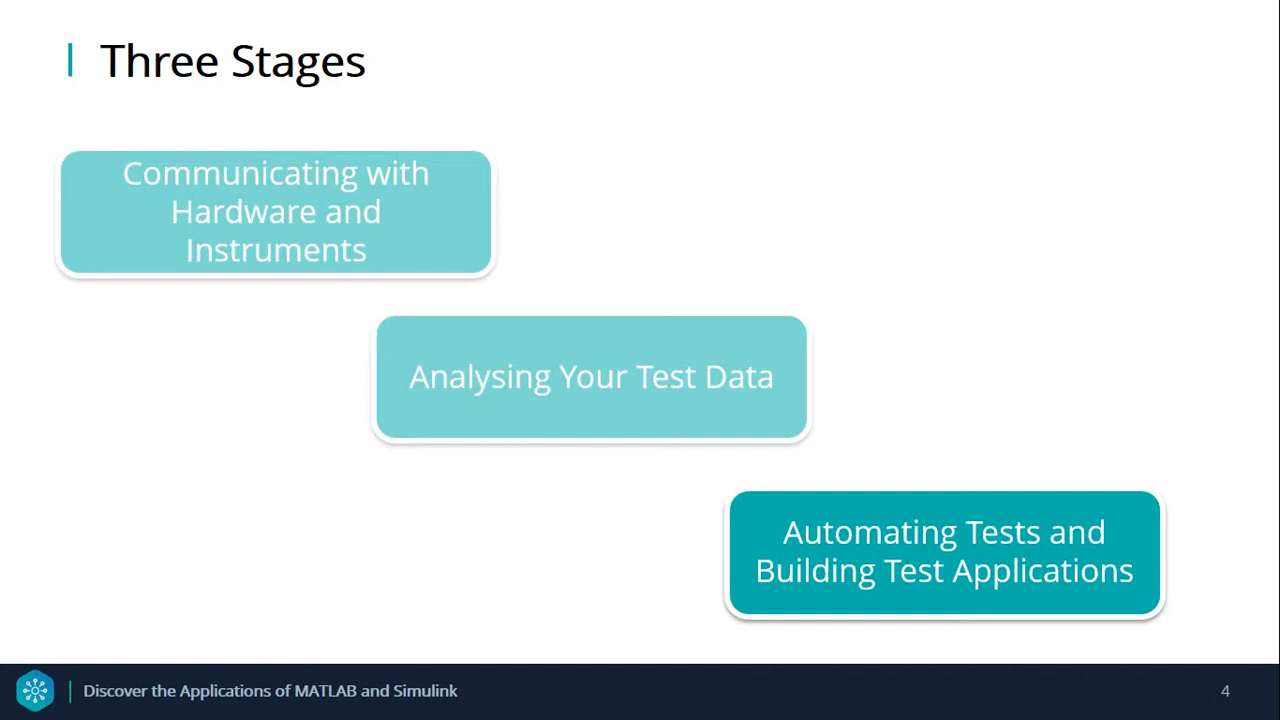 Three Stages
Communicating with
Hardware and
Instruments
Analysing Your Test Data
Automating Tests and
Building Test Applications
Discover the Applications of MATLAB and Simulink
4